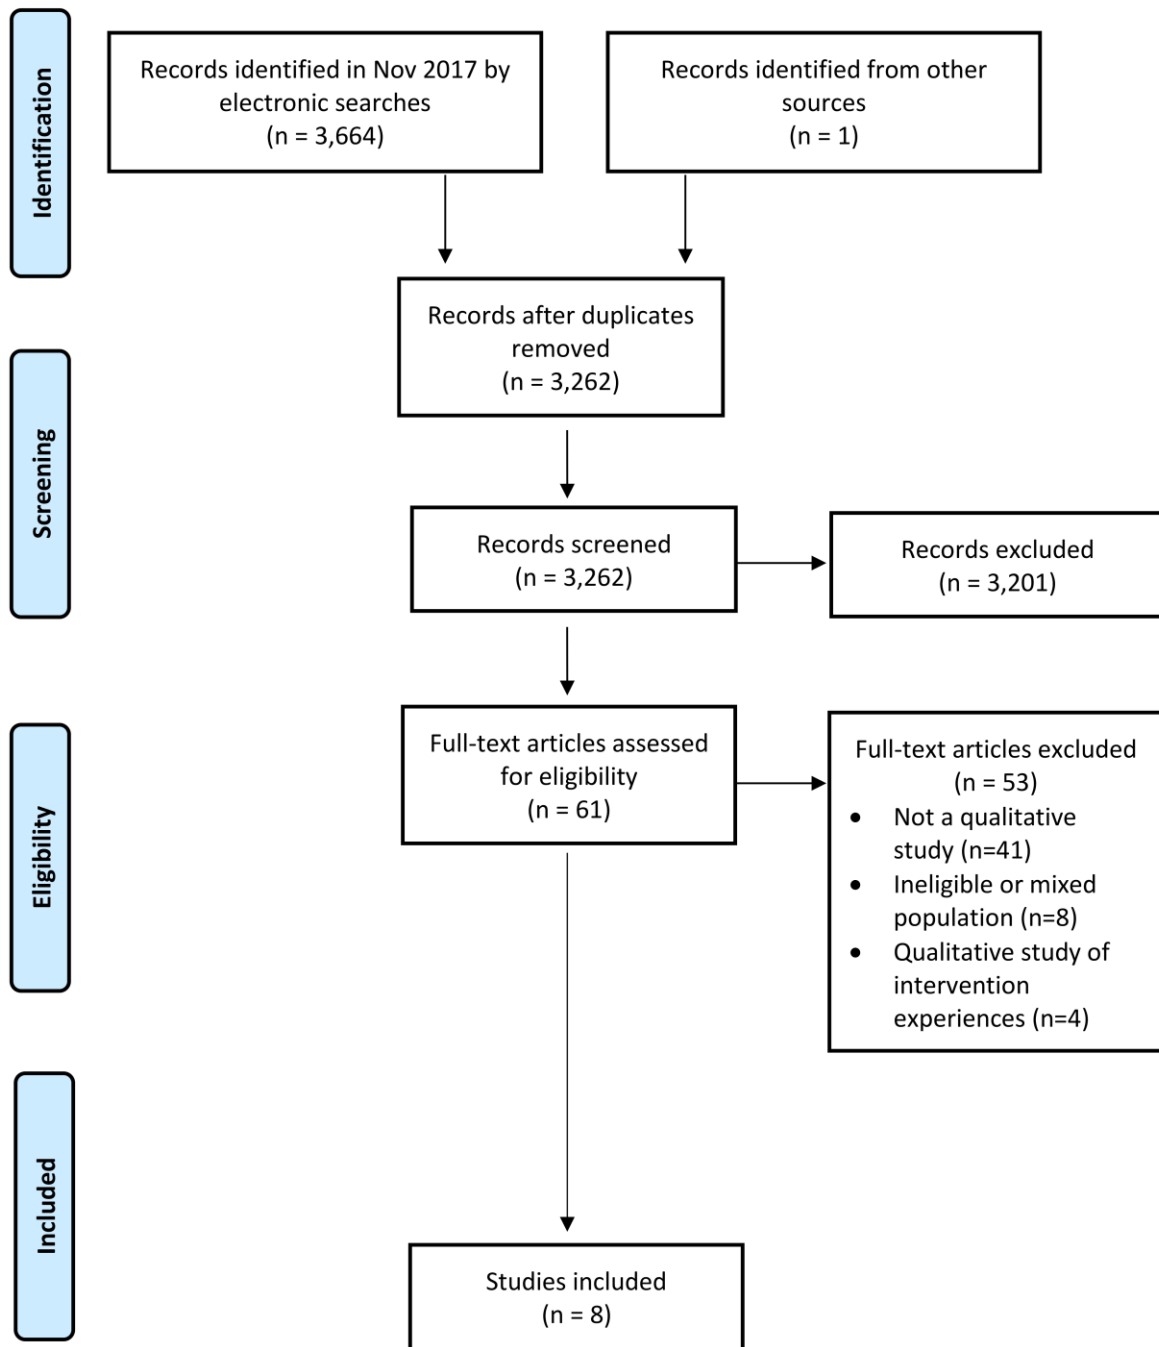 Identification
Records identified in Nov 2017 by
electronic searches
(n = 3,664)
Records identified from other
sources
(n = 1)
Records after duplicates
removed
(n = 3,262)
Screening
Records screened
(n = 3,262)
Records excluded
(n = 3,201)
Eligibility
Full-text articles assessed
for eligibility
(n = 61)
Full-text articles excluded
(n = 53)
• Not a qualitative
study (n=41)
• Ineligible or mixed
population (n=8)
• Qualitative study of
intervention
experiences (n=4)
Included
Studies included
(n = 8)